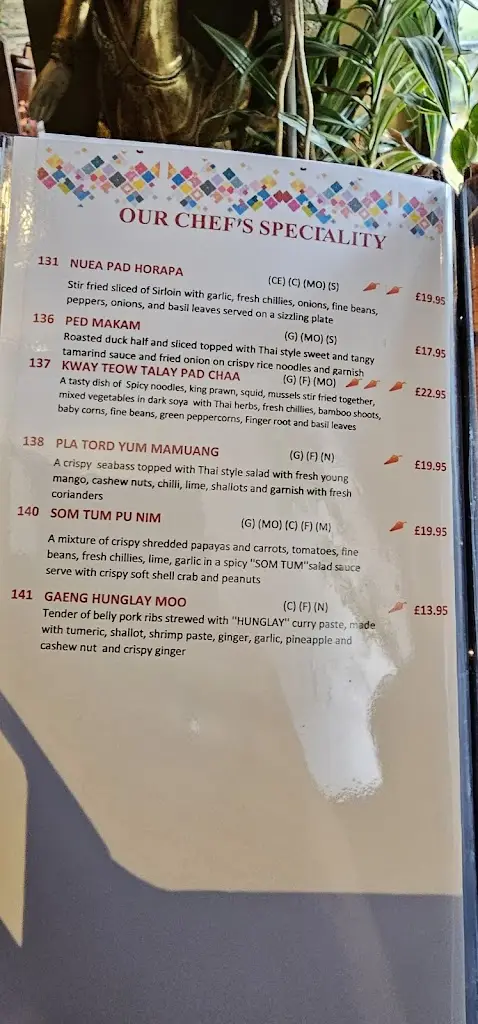 OUR CHEF'S SPECIALITY
131 NUEA PAD HORAPA (CE) (C) (MO) (S) £19.95
Stir fried sliced of Sirloin with garlic, fresh chillies, onions, fine beans,
peppers, onions, and basil leaves served on a sizzling plate
136 PED MAKAM (G) (MO) (S) £17.95
Roasted duck half and sliced topped with Thai style sweet and tangy
tamarind sauce and fried onion on crispy rice noodles and garnish
137 KWAY TEOW TALAY PAD CHAA (G) (F) (MO) £22.95
A tasty dish of Spicy noodles, king prawn, squid, mussels stir fried together,
mixed vegetables in dark soya with Thai herbs, fresh chillies, bamboo shoots,
baby corns, fine beans, green peppercorns, Finger root and basil leaves
138 PLA TORD YUM MAMUANG (G) (F) (N) £19.95
A crispy seabass topped with Thai style salad with fresh young
mango, cashew nuts, chilli, lime, shallots and garnish with fresh
corianders
140 SOM TUM PU NIM (G) (MO) (C) (F) (M) £19.95
A mixture of crispy shredded papayas and carrots, tomatoes, fine
beans, fresh chillies, lime, garlic in a spicy "SOM TUM"salad sauce
serve with crispy soft shell crab and peanuts
141 GAENG HUNGLAY MOO (C) (F) (N) £13.95
Tender of belly pork ribs strewed with "HUNGLAY" curry paste, made
with tumeric, shallot, shrimp paste, ginger, garlic, pineapple and
cashew nut and crispy ginger